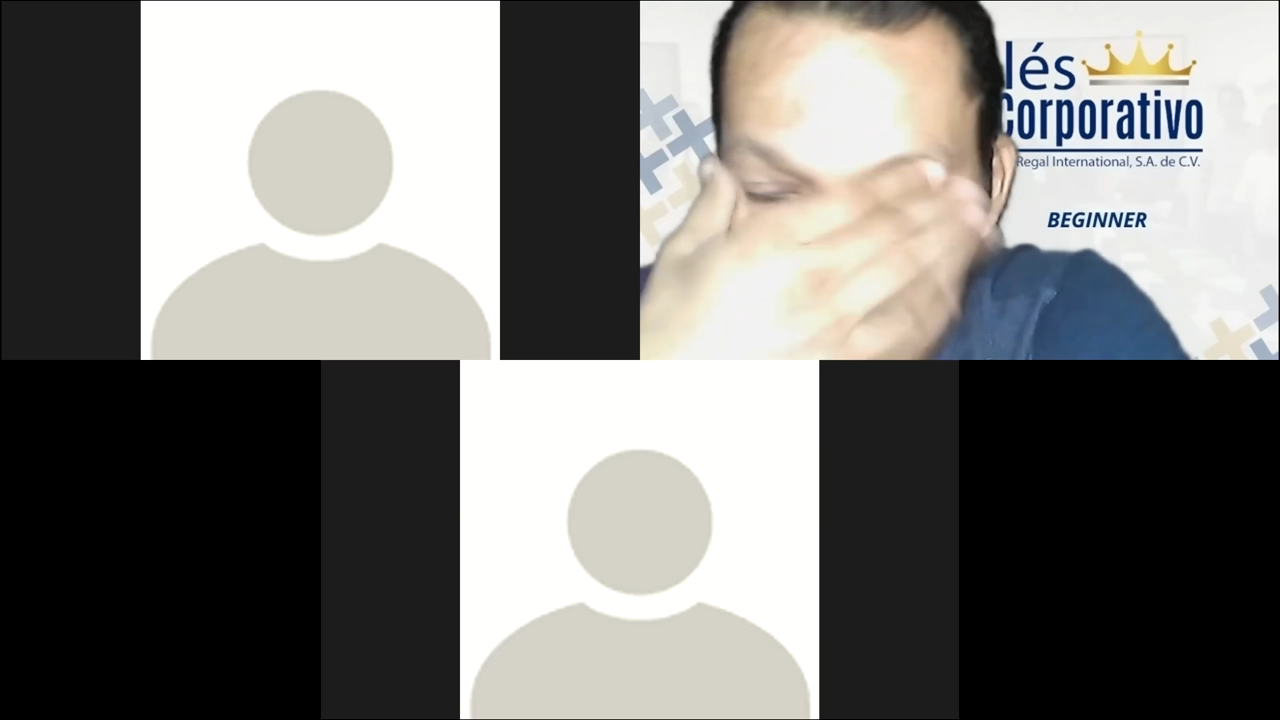 lés
Corporativo
Regal International, S.A. de C.V.
BEGINNER